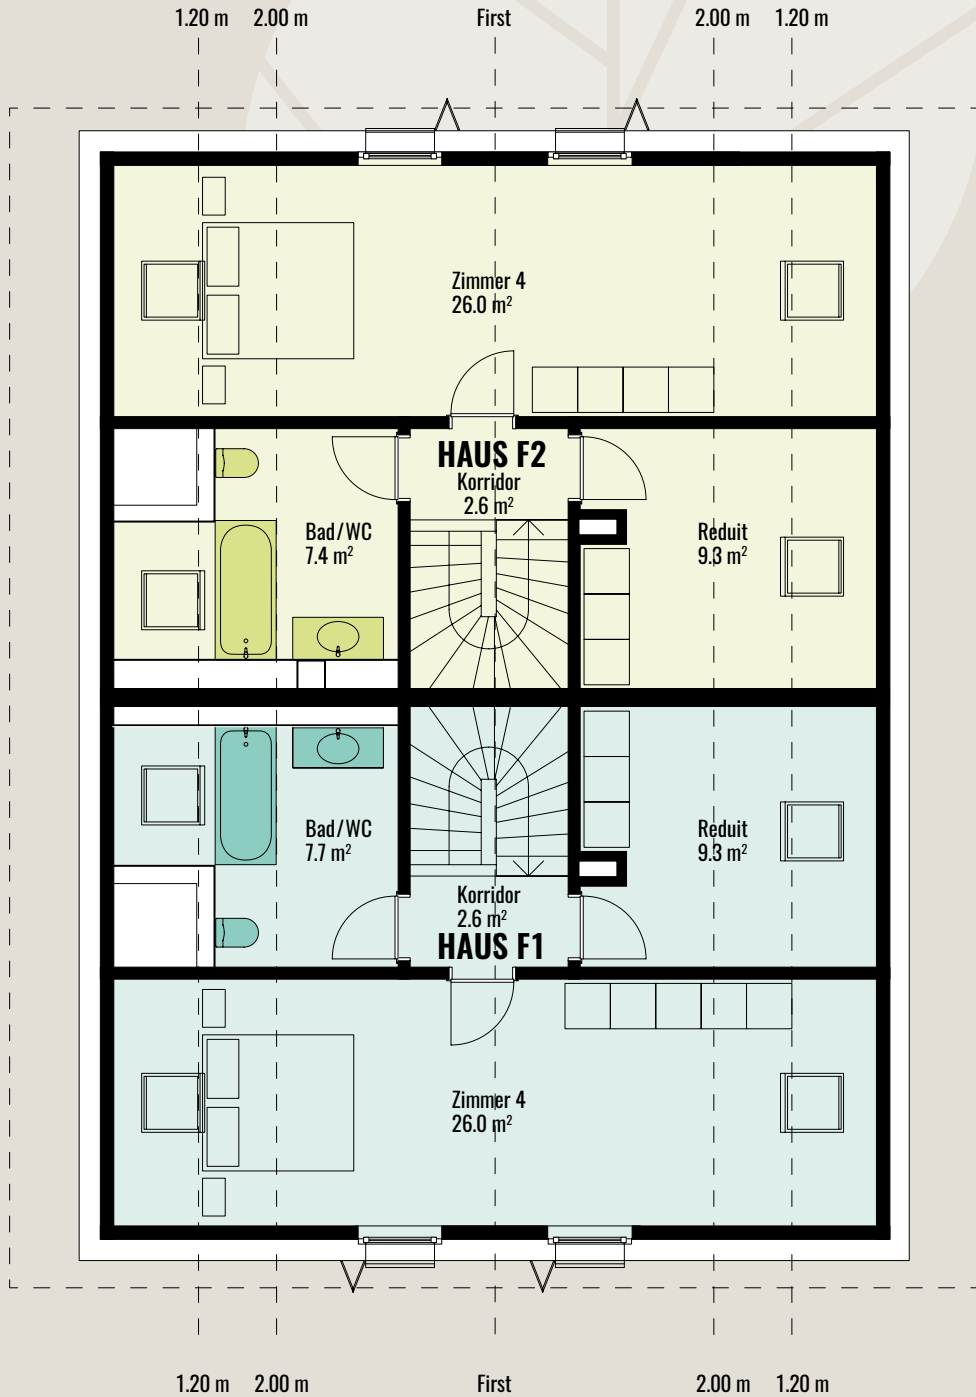 1.20 m 2.00 m First 2.00 m 1.20 m
Zimmer 4
26.0 m²
HAUS F2
Korridor
2.6 m²
Bad/WC
7.4 m²
Reduit
9.3 m²
Bad/WC
7.7 m²
Reduit
9.3 m²
Korridor
2.6 m²
HAUS F1
Zimmer 4
26.0 m²
1.20 m 2.00 m First 2.00 m 1.20 m